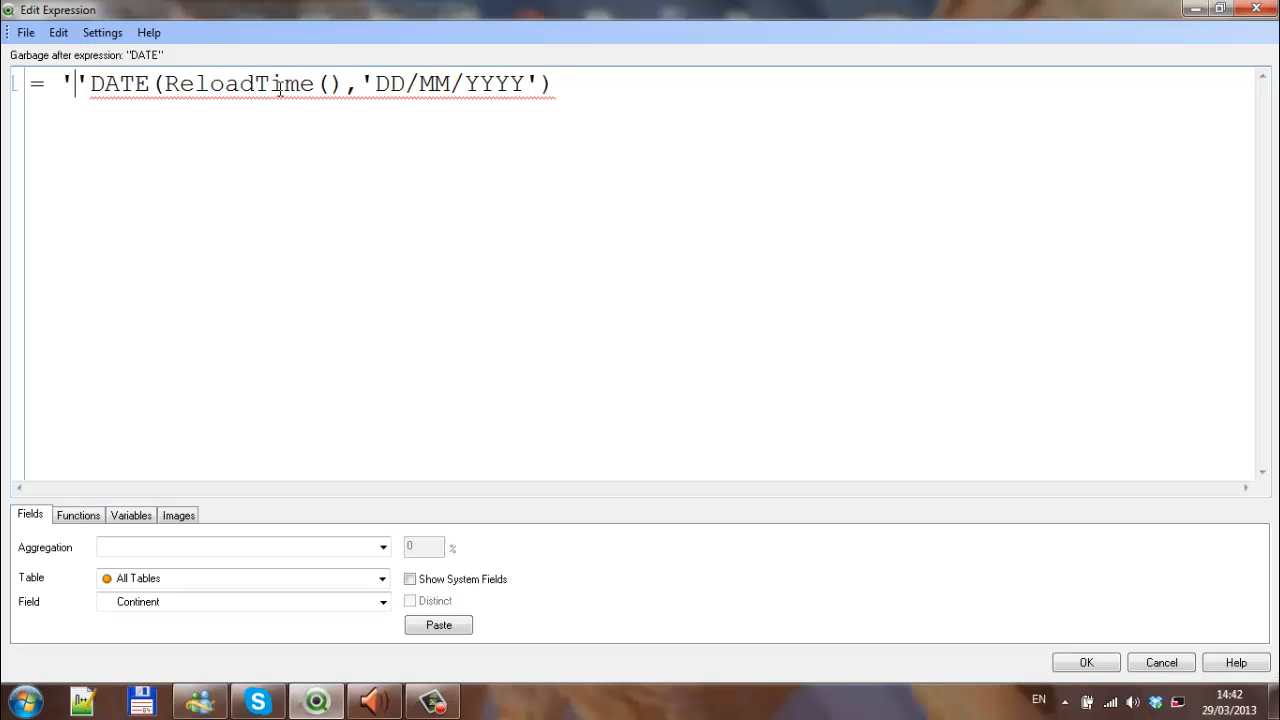 Edit Expression
File Edit Settings Help
Garbage after expression: "DATE"
= ''DATE(ReloadTime(),'DD/MM/YYYY')
Fields Functions Variables Images
Aggregation 0 %
Table All Tables Show System Fields
Field Continent Distinct
Paste
OK Cancel Help
EN 14:42
29/03/2013